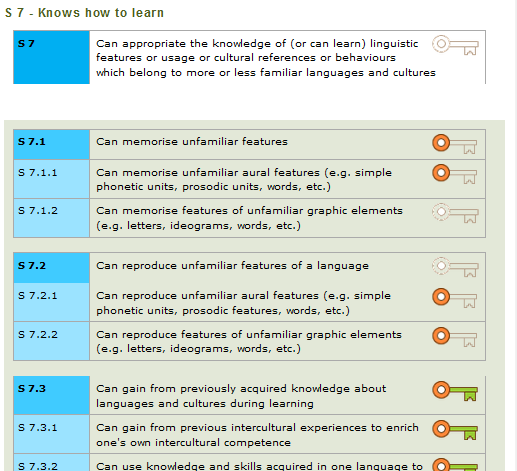 S 7 - Knows how to learn
S 7
Can appropriate the knowledge of (or can learn) linguistic
features or usage or cultural references or behaviours
which belong to more or less familiar languages and cultures
S 7.1
Can memorise unfamiliar features
S 7.1.1
Can memorise unfamiliar aural features (e.g. simple
phonetic units, prosodic units, words, etc.)
S 7.1.2
Can memorise features of unfamiliar graphic elements
(e.g. letters, ideograms, words, etc.)
S 7.2
Can reproduce unfamiliar features of a language
S 7.2.1
Can reproduce unfamiliar aural features (e.g. simple
phonetic units, prosodic features, words, etc.)
S 7.2.2
Can reproduce features of unfamiliar graphic elements
(e.g. letters, ideograms, words, etc.)
S 7.3
Can gain from previously acquired knowledge about
languages and cultures during learning
S 7.3.1
Can gain from previous intercultural experiences to enrich
one's own intercultural competence
S 7.3.2
Can use knowledge and skills acquired in one language to